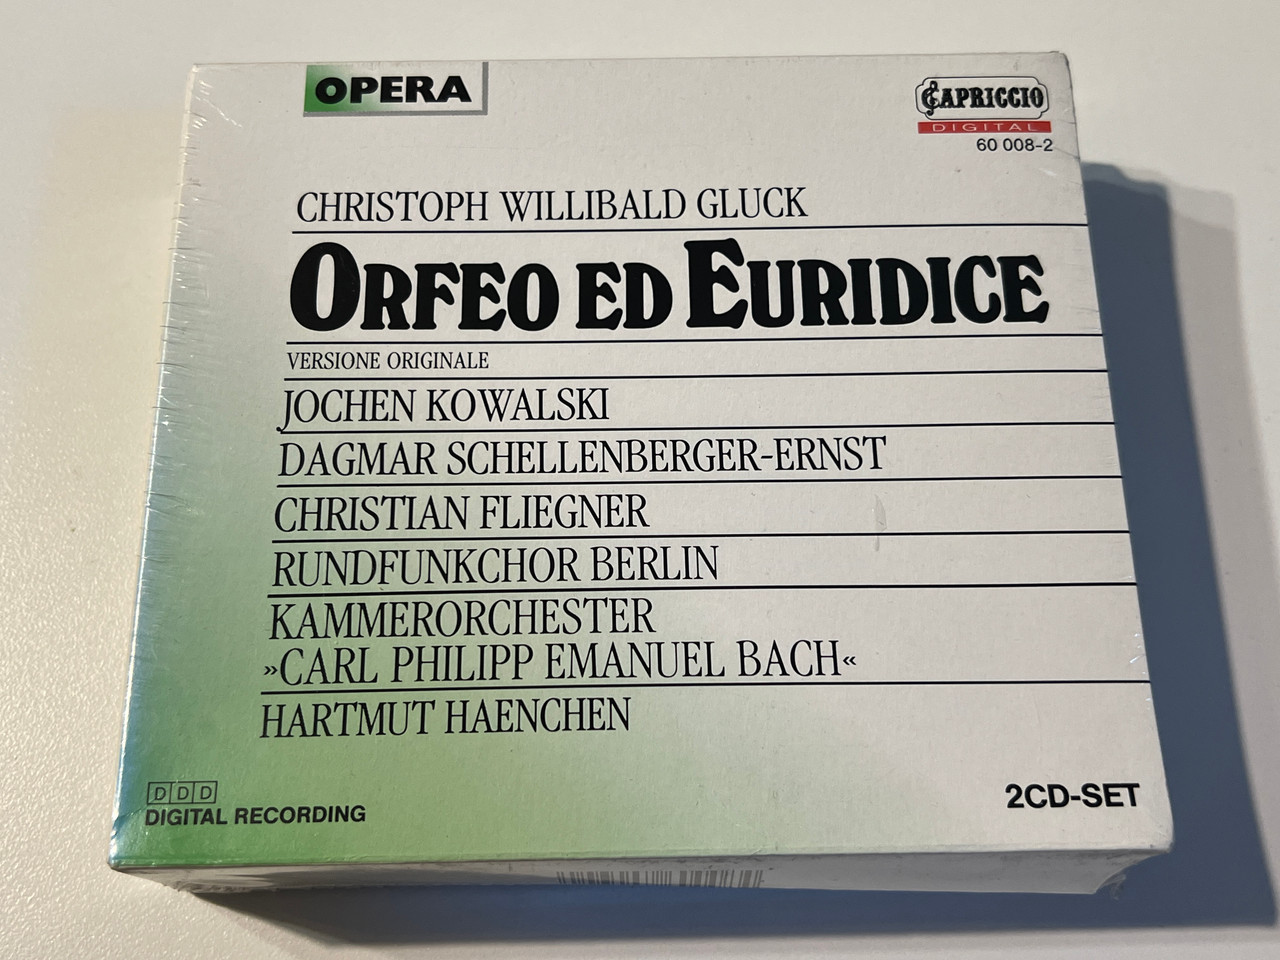 OPERA
CAPRICCIO
DIGITAL
60 008-2
CHRISTOPH WILLIBALD GLUCK
ORFEO ED EURIDICE
VERSIONE ORIGINALE
JOCHEN KOWALSKI
DAGMAR SCHELLENBERGER-ERNST
CHRISTIAN FLIEGNER
RUNDFUNKCHOR BERLIN
KAMMERORCHESTER
»CARL PHILIPP EMANUEL BACH«
HARTMUT HAENCHEN
DDD
DIGITAL RECORDING
2CD-SET